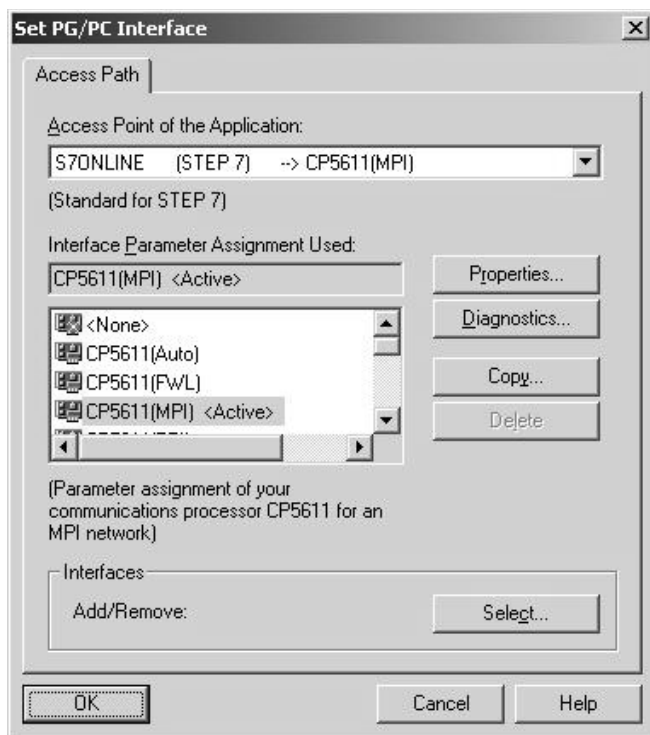 Set PG/PC Interface
Access Path
Access Point of the Application:
S7ONLINE (STEP 7) --> CP5611(MPI)
(Standard for STEP 7)
Interface Parameter Assignment Used:
CP5611(MPI) <Active>
Properties...
<None>
CP5611(Auto)
CP5611(FWL)
CP5611(MPI) <Active>
Diagnostics...
Copy...
Delete
(Parameter assignment of your
communications processor CP5611 for an
MPI network)
Interfaces
Add/Remove:
Select...
OK
Cancel
Help